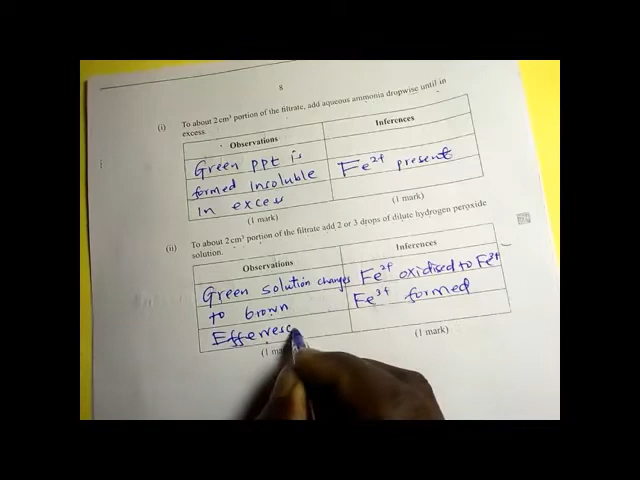 8
(i) To about 2 cm³ portion of the filtrate, add aqueous ammonia dropwise until in
excess.
Observations Inferences
Green ppt is
formed insoluble
in excess
Fe²⁺ present
(1 mark) (1 mark)
(ii) To about 2 cm³ portion of the filtrate add 2 or 3 drops of dilute hydrogen peroxide
solution.
Observations Inferences
Green solution changes
to brown
Effervesc
Fe²⁺ oxidised to Fe³⁺
Fe³⁺ formed
(1 ma (1 mark)